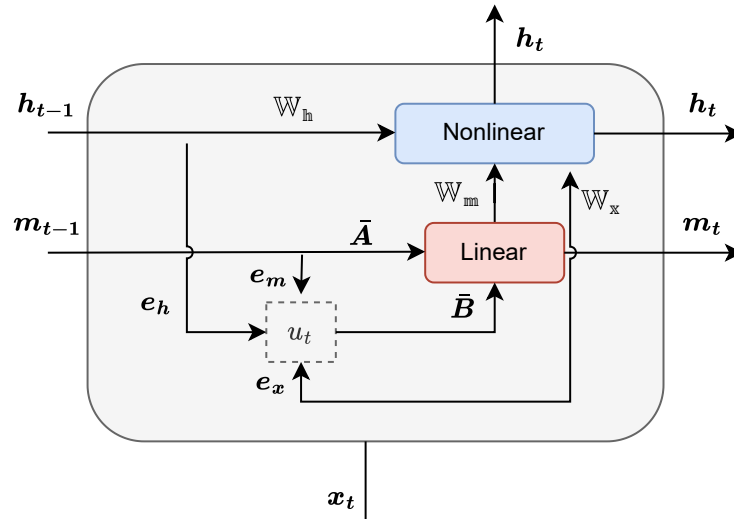 h_t
h_{t−1}
𝕎_𝕙
Nonlinear
h_t
𝕎_𝕞
𝕎_𝕩
m_{t−1}
Ā
Linear
m_t
e_m
e_h
B̄
u_t
e_x
x_t